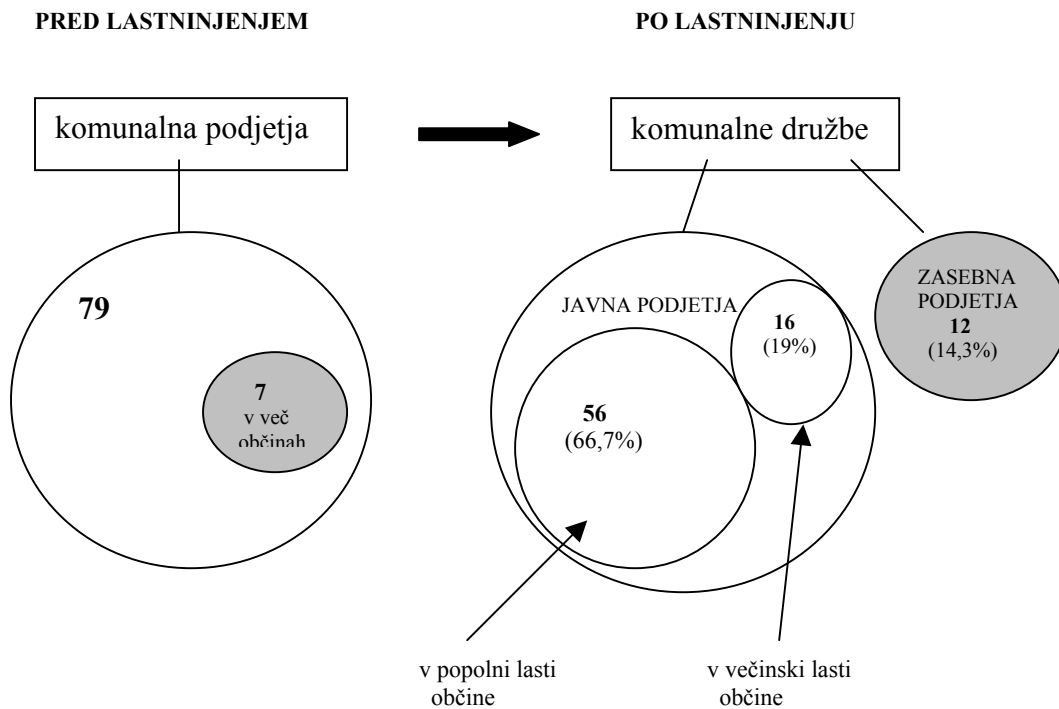 PRED LASTNINJENJEM
PO LASTNINJENJU
komunalna podjetja
komunalne družbe
79
7
v več
občinah
JAVNA PODJETJA
16
(19%)
56
(66,7%)
ZASEBNA
PODJETJA
12
(14,3%)
v popolni lasti
občine
v večinski lasti
občine